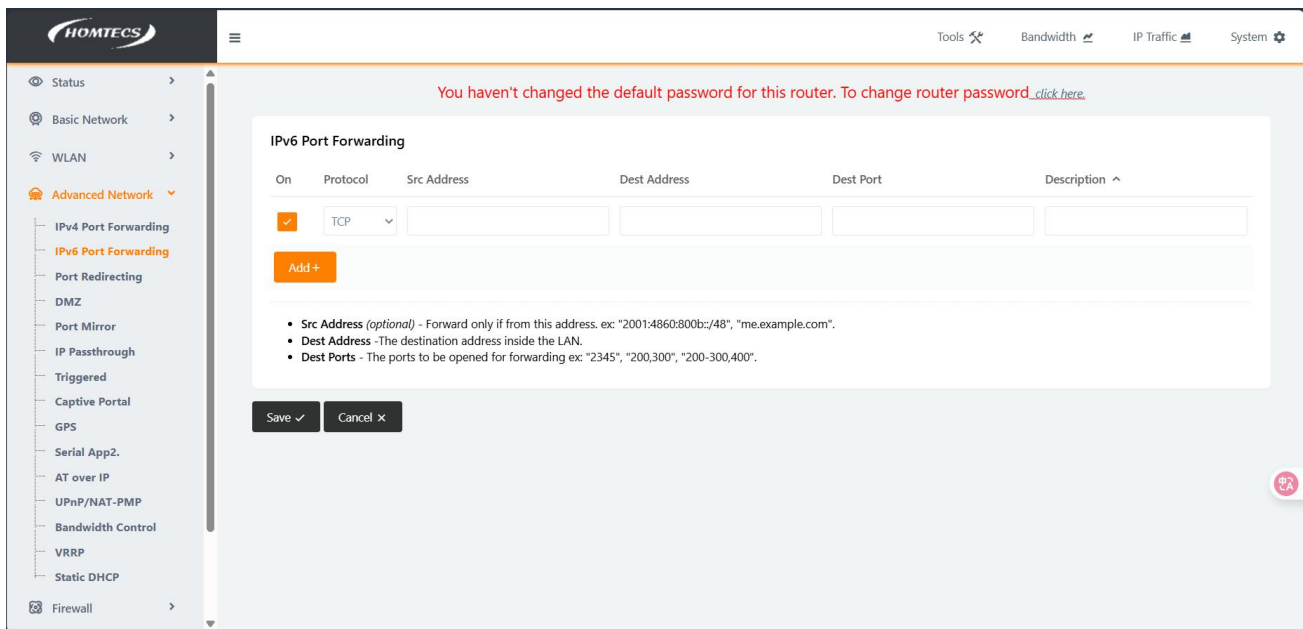 HOMTECS
Tools Bandwidth IP Traffic System
Status
Basic Network
WLAN
Advanced Network
IPv4 Port Forwarding
IPv6 Port Forwarding
Port Redirecting
DMZ
Port Mirror
IP Passthrough
Triggered
Captive Portal
GPS
Serial App2.
AT over IP
UPnP/NAT-PMP
Bandwidth Control
VRRP
Static DHCP
Firewall
You haven't changed the default password for this router. To change router password click here.
IPv6 Port Forwarding
On Protocol Src Address Dest Address Dest Port Description
TCP
Add +
• Src Address (optional) - Forward only if from this address. ex: "2001:4860:800b::/48", "me.example.com".
• Dest Address -The destination address inside the LAN.
• Dest Ports - The ports to be opened for forwarding ex: "2345", "200,300", "200-300,400".
Save Cancel
中 A